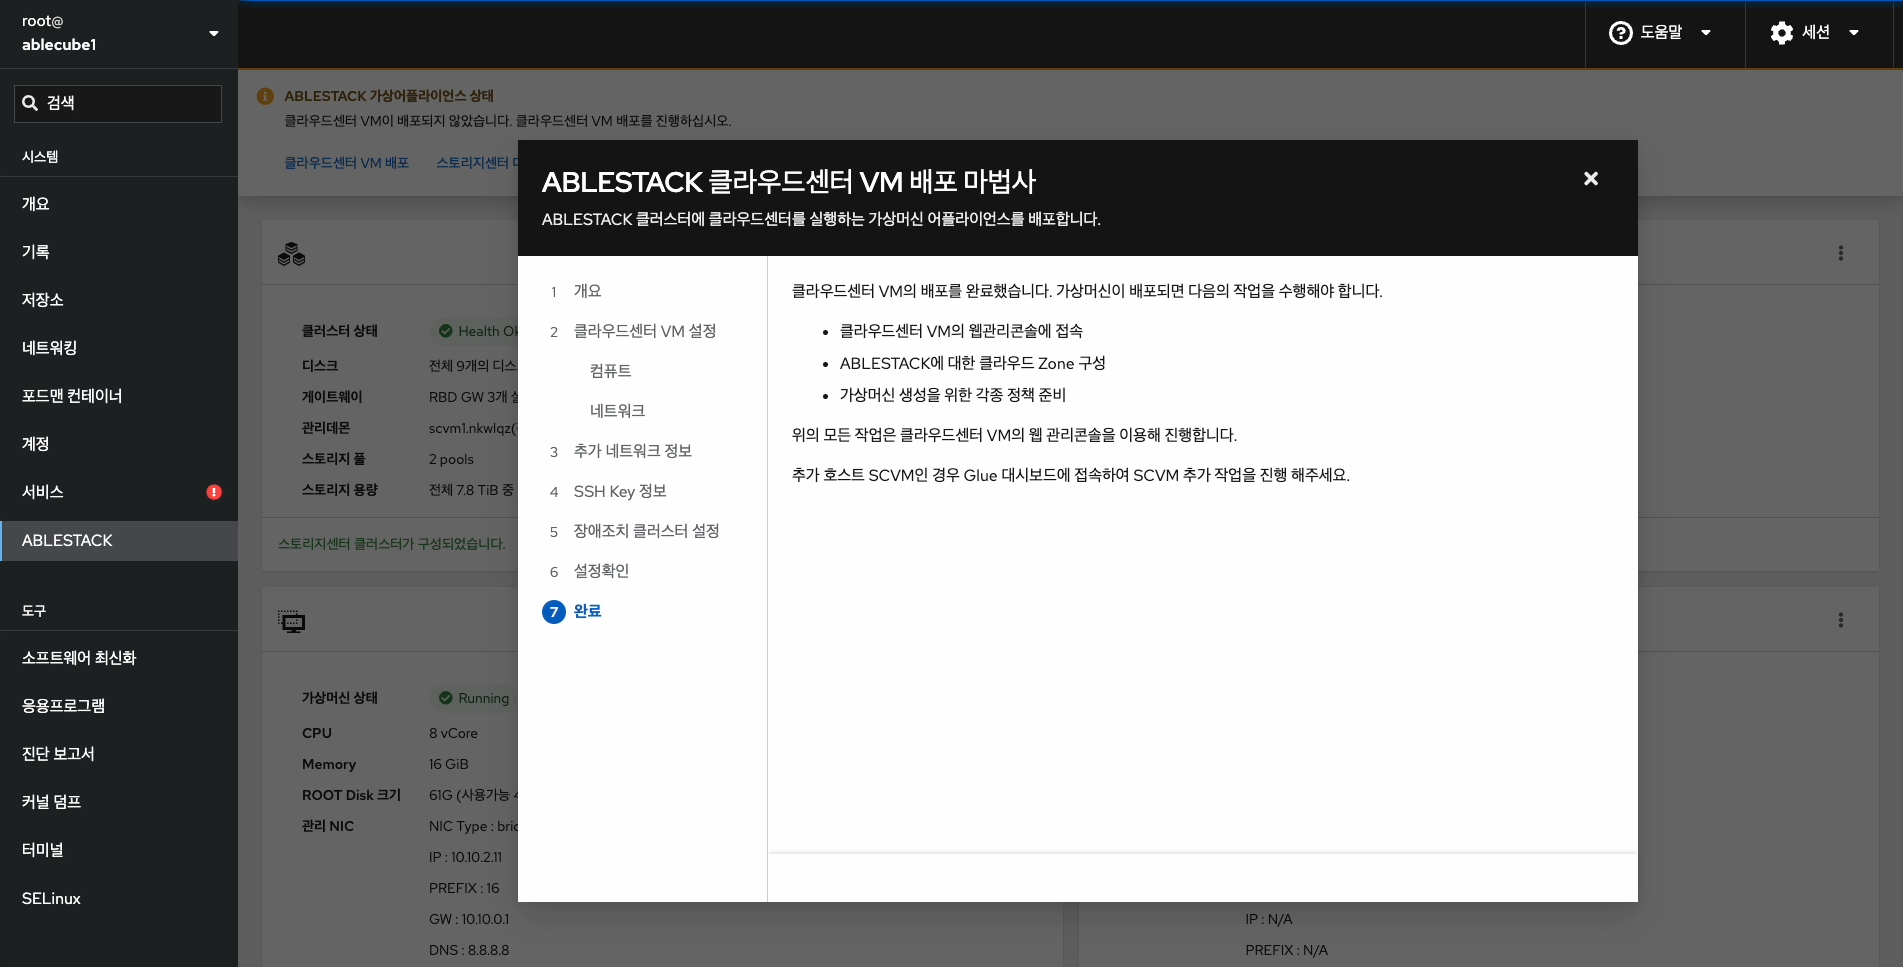 root@
ablecube1
도움말
세션
검색
시스템
개요
기록
저장소
네트워킹
포드맨 컨테이너
계정
서비스
ABLESTACK
도구
소프트웨어 최신화
응용프로그램
진단 보고서
커널 덤프
터미널
SELinux
ABLESTACK 가상어플라이언스 상태
클라우드센터 VM이 배포되지 않았습니다. 클라우드센터 VM 배포를 진행하십시오.
클라우드센터 VM 배포 스토리지센터
클러스터 상태 Health Ok
디스크 전체 9개의 디스
게이트웨이 RBD GW 3개
관리데몬 scvm1.nkwlqz(
스토리지 풀 2 pools
스토리지 용량 전체 7.8 TiB 중
스토리지센터 클러스터가 구성되었습니다.
가상머신 상태 Running
CPU 8 vCore
Memory 16 GiB
ROOT Disk 크기 61G (사용가능
관리 NIC NIC Type : bric
IP : 10.10.2.11
PREFIX : 16
GW : 10.10.0.1
DNS : 8.8.8.8
IP : N/A
PREFIX : N/A
ABLESTACK 클라우드센터 VM 배포 마법사
ABLESTACK 클러스터에 클라우드센터를 실행하는 가상머신 어플라이언스를 배포합니다.
1 개요
2 클라우드센터 VM 설정
컴퓨트
네트워크
3 추가 네트워크 정보
4 SSH Key 정보
5 장애조치 클러스터 설정
6 설정확인
7 완료
클라우드센터 VM의 배포를 완료했습니다. 가상머신이 배포되면 다음의 작업을 수행해야 합니다.
• 클라우드센터 VM의 웹관리콘솔에 접속
• ABLESTACK에 대한 클라우드 Zone 구성
• 가상머신 생성을 위한 각종 정책 준비
위의 모든 작업은 클라우드센터 VM의 웹 관리콘솔을 이용해 진행합니다.
추가 호스트 SCVM인 경우 Glue 대시보드에 접속하여 SCVM 추가 작업을 진행 해주세요.